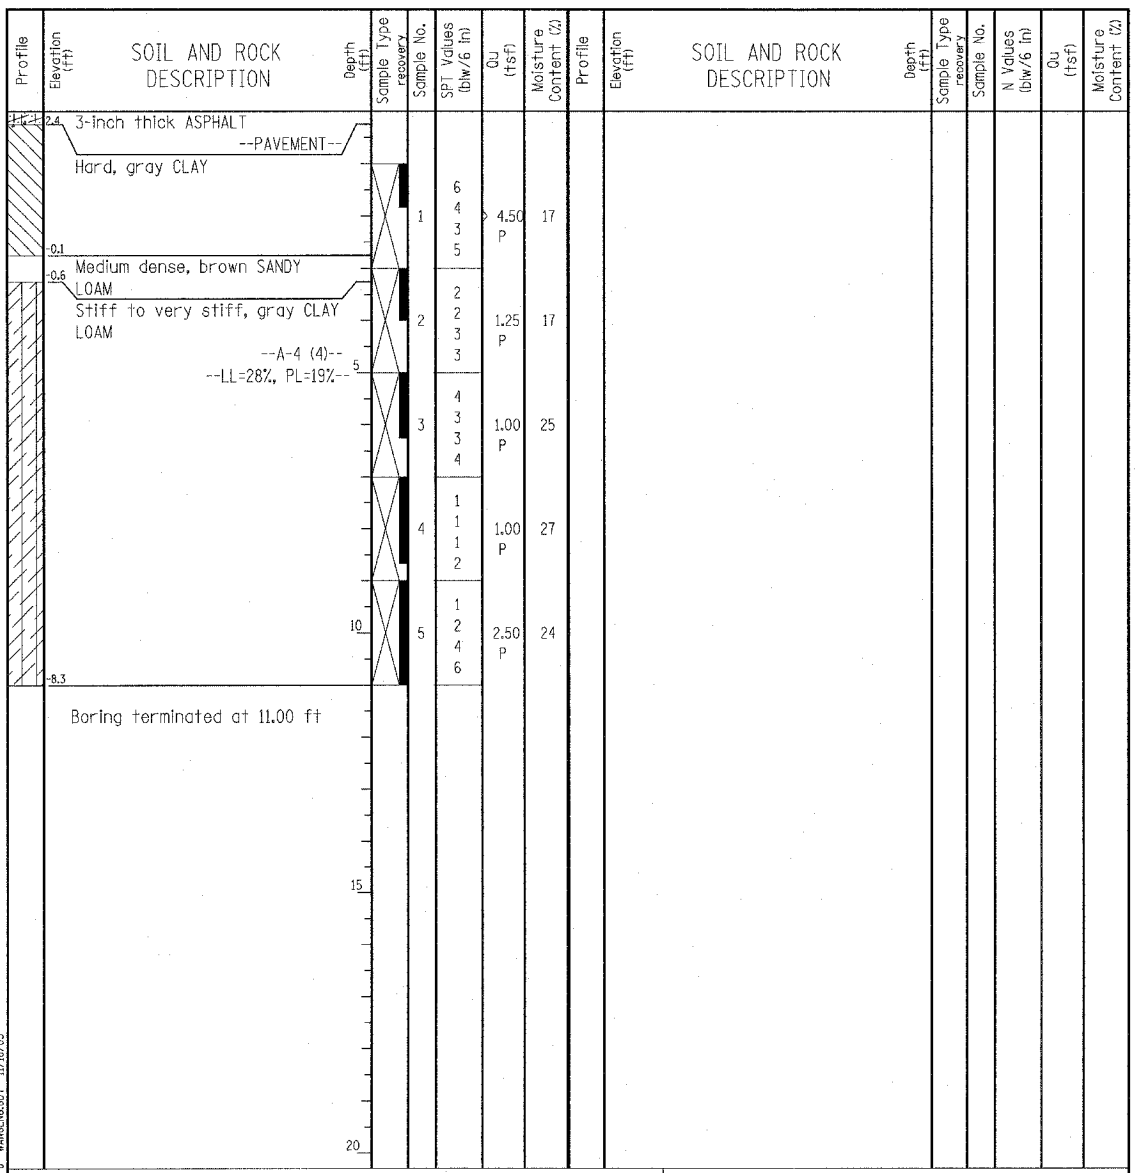 Profile
Elevation
(ft)
SOIL AND ROCK
DESCRIPTION
Depth
(ft)
Sample Type
recovery
Sample No.
SPT Values
(blw/6 in)
Qu
(tsf)
Moisture
Content (%)
Profile
Elevation
(ft)
SOIL AND ROCK
DESCRIPTION
Depth
(ft)
Sample Type
recovery
Sample No.
N Values
(blw/6 in)
Qu
(tsf)
Moisture
Content (%)
2.4 3-inch thick ASPHALT
--PAVEMENT--
Hard, gray CLAY
6
4
1 > 4.50 17
3
P
5
-0.1
Medium dense, brown SANDY
-0.6
LOAM
Stiff to very stiff, gray CLAY
LOAM
2
2
2 1.25 17
3
P
3
--A-4 (4)--
5
--LL=28%, PL=19%--
4
3
3 1.00 25
3
P
4
1
1
4 1.00 27
1
P
2
1
10 5 2 2.50 24
4
P
6
-8.3
Boring terminated at 11.00 ft
15
20